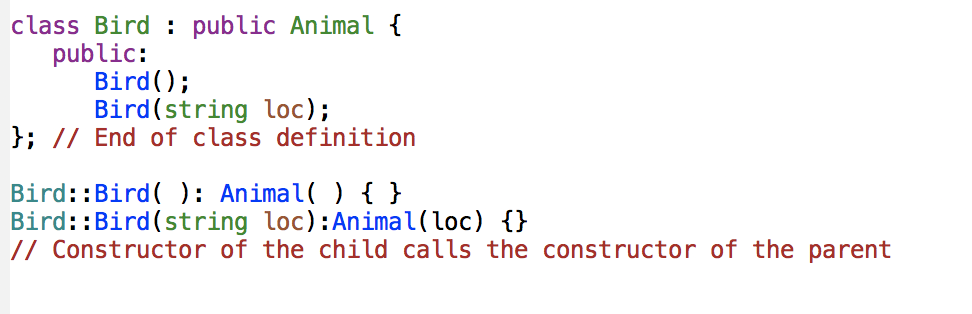 class Bird : public Animal {
   public:
      Bird();
      Bird(string loc);
}; // End of class definition
Bird::Bird( ): Animal( ) { }
Bird::Bird(string loc):Animal(loc) {}
// Constructor of the child calls the constructor of the parent